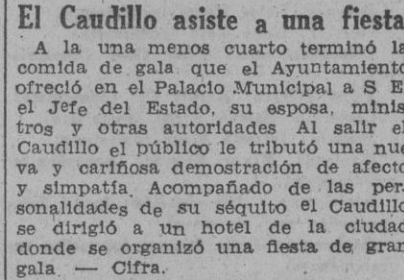 El Caudillo asiste a una fiesta
A la una menos cuarto terminó la
comida de gala que el Ayuntamiento
ofreció en el Palacio Municipal a S E
el Jefe del Estado, su esposa, minis
tros y otras autoridades Al salir el
Caudillo el público le tributó una nue
va y cariñosa demostración de afecto
y simpatía. Acompañado de las per
sonalidades de su séquito el Caudillo
se dirigió a un hotel de la ciudad
donde se organizó una fiesta de gran
gala — Cifra.